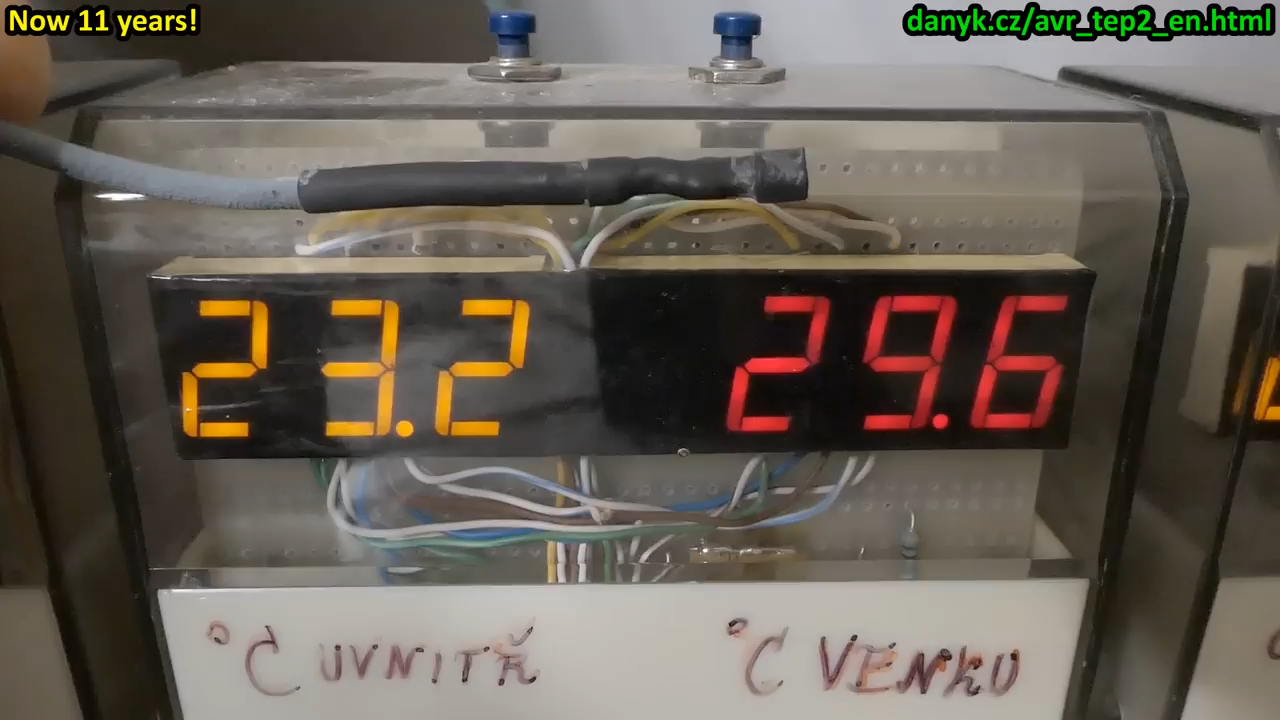 Now 11 years!
danyk.cz/avr_tep2_en.html
23.2
29.6
°C UVNITŘ
°C VENKU